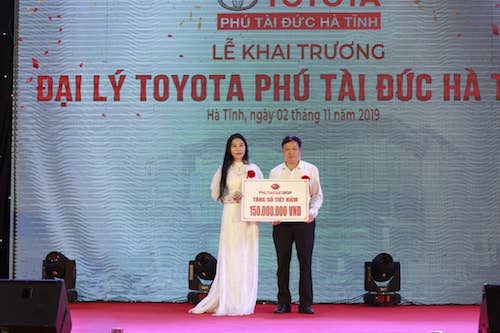 TOYOTA
PHÚ TÀI ĐỨC HÀ TĨNH
LỄ KHAI TRƯƠNG
ĐẠI LÝ TOYOTA PHÚ TÀI ĐỨC HÀ T
Hà Tĩnh, ngày 02 tháng 11 năm 2019
PHUTAIDUCGROUP
TẶNG SỔ TIẾT KIỆM
150.000.000 VNĐ